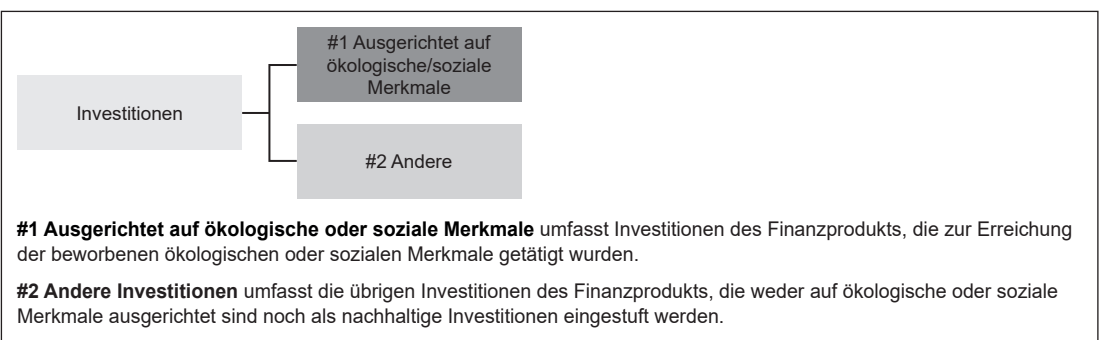 #1 Ausgerichtet auf
ökologische/soziale
Merkmale
Investitionen
#2 Andere
#1 Ausgerichtet auf ökologische oder soziale Merkmale umfasst Investitionen des Finanzprodukts, die zur Erreichung
der beworbenen ökologischen oder sozialen Merkmale getätigt wurden.
#2 Andere Investitionen umfasst die übrigen Investitionen des Finanzprodukts, die weder auf ökologische oder soziale
Merkmale ausgerichtet sind noch als nachhaltige Investitionen eingestuft werden.